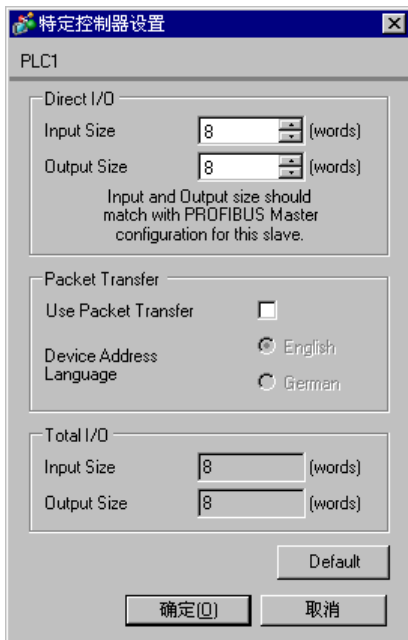 特定控制器设置
PLC1
Direct I/O
Input Size 8 (words)
Output Size 8 (words)
Input and Output size should
match with PROFIBUS Master
configuration for this slave.
Packet Transfer
Use Packet Transfer
Device Address
Language
English
German
Total I/O
Input Size 8 (words)
Output Size 8 (words)
Default
确定(O) 取消